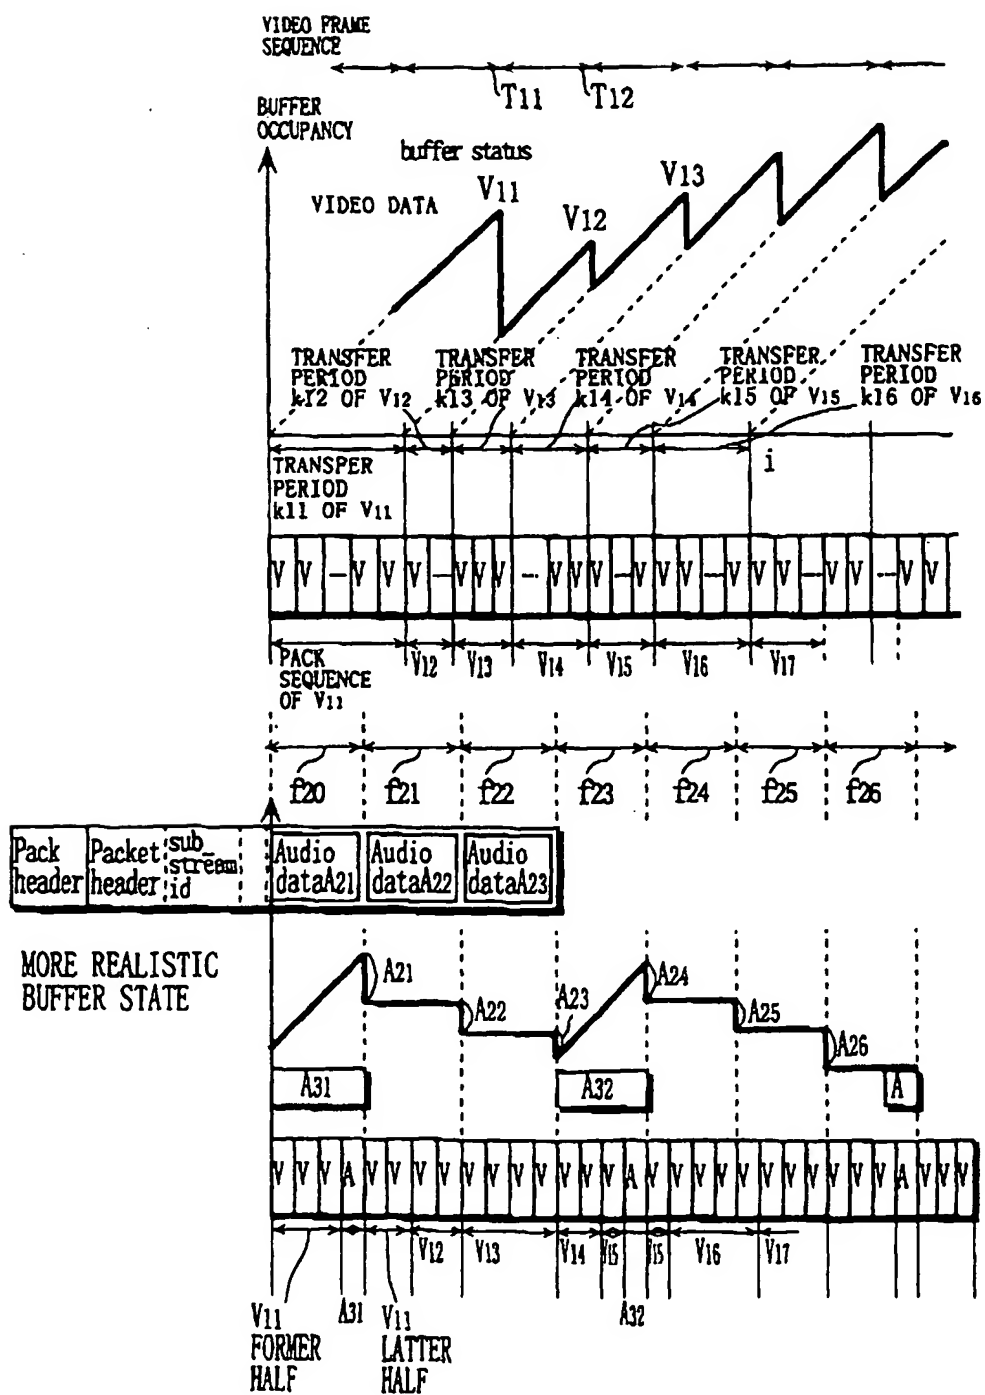 VIDEO FRAME
SEQUENCE
T11
T12
BUFFER
OCCUPANCY
buffer status
VIDEO DATA
V11
V12
V13
TRANSFER
PERIOD
k12 OF V12
TRANSFER
PERIOD
k13 OF V13
TRANSFER
PERIOD
k14 OF V14
TRANSFER
PERIOD
k15 OF V15
TRANSFER
PERIOD
k16 OF V16
TRANSFER
PERIOD
k11 OF V11
i
V V — V V V — V V V — V V V — V V V — V V V — V V — V V
PACK
SEQUENCE
OF V11
V12
V13
V14
V15
V16
V17
f20
f21
f22
f23
f24
f25
f26
Pack
header
Packet
header
sub_
stream
id
Audio
dataA21
Audio
dataA22
Audio
dataA23
MORE REALISTIC
BUFFER STATE
A21
A22
A23
A24
A25
A26
A31
A32
A
V V V A V V V V V V V V V V V A V V V V V V V V V V A V V V
V12
V13
V14
V15
V15
V16
V17
V11
FORMER
HALF
A31
V11
LATTER
HALF
A32